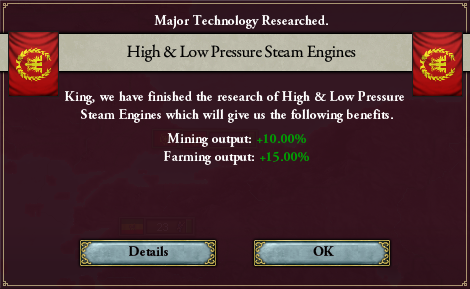 Major Technology Researched.
High & Low Pressure Steam Engines
King, we have finished the research of High & Low Pressure
Steam Engines which will give us the following benefits.
Mining output: +10.00%
Farming output: +15.00%
Details
OK